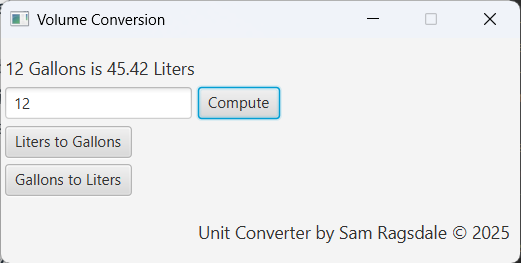 Volume Conversion
12 Gallons is 45.42 Liters
12 Compute
Liters to Gallons
Gallons to Liters
Unit Converter by Sam Ragsdale © 2025